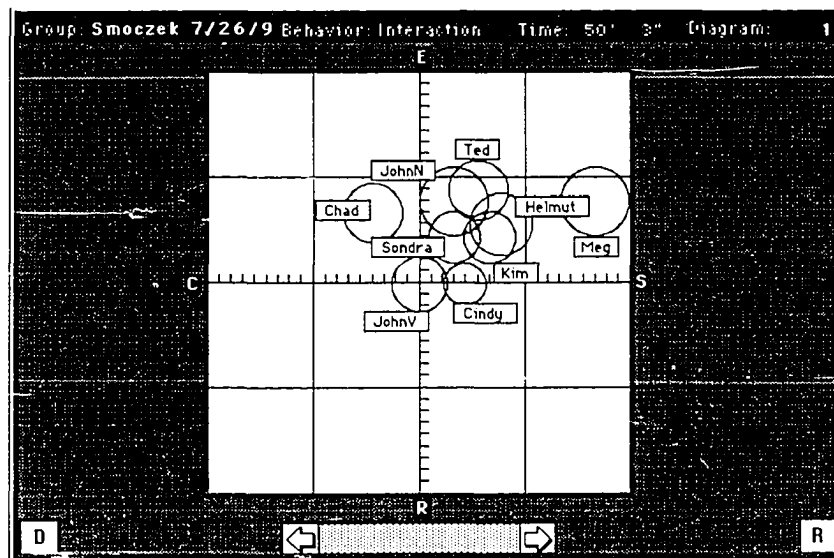 Group: Smoczek 7/26/9 Behavior: Interaction Time: 50' 3" Diagram: 1
E
Ted
JohnN
Chad
Helmut
Sondra
Meg
Kim
C
S
JohnV
Cindy
R
D
R